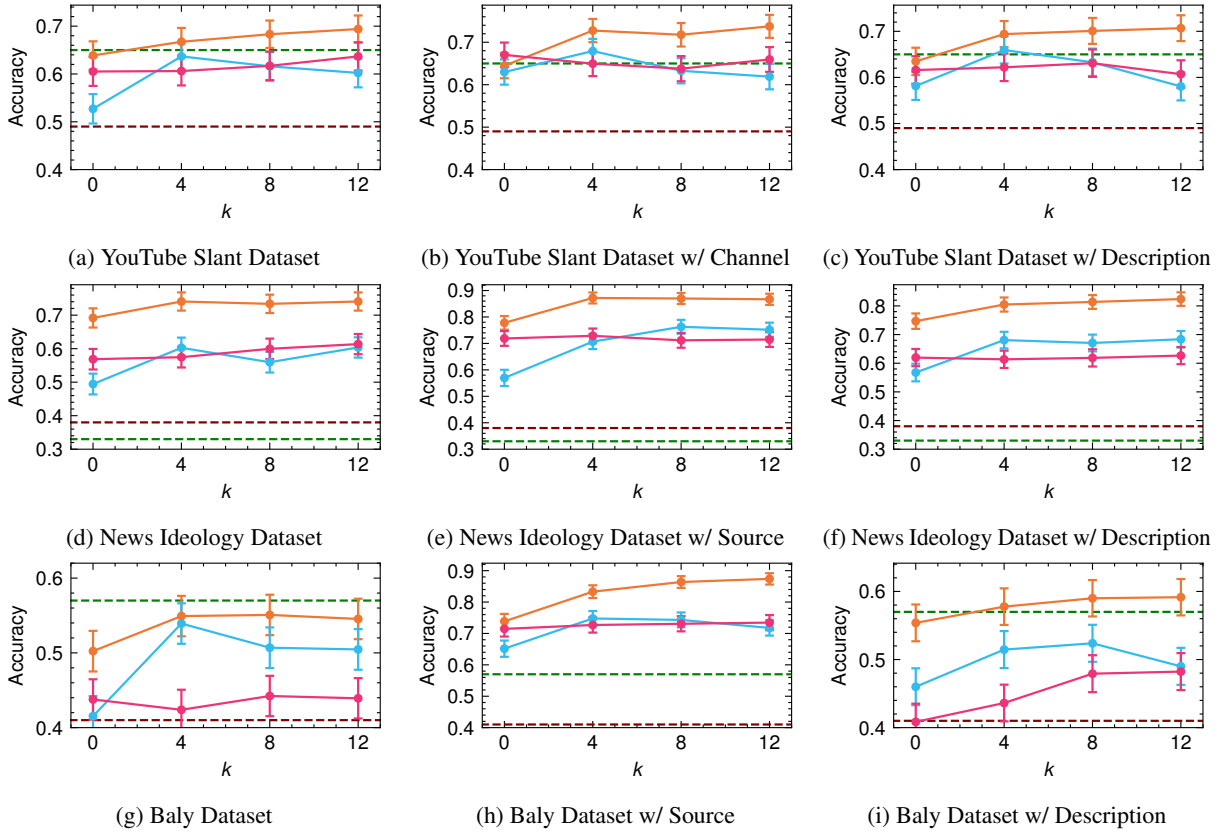 Accuracy
0.7
0.6
0.5
0.4
0 4 8 12
k
(a) YouTube Slant Dataset
Accuracy
0.7
0.6
0.5
0.4
0 4 8 12
k
(b) YouTube Slant Dataset w/ Channel
Accuracy
0.7
0.6
0.5
0.4
0 4 8 12
k
(c) YouTube Slant Dataset w/ Description
Accuracy
0.7
0.6
0.5
0.4
0.3
0 4 8 12
k
(d) News Ideology Dataset
Accuracy
0.9
0.8
0.7
0.6
0.5
0.4
0.3
0 4 8 12
k
(e) News Ideology Dataset w/ Source
Accuracy
0.8
0.7
0.6
0.5
0.4
0.3
0 4 8 12
k
(f) News Ideology Dataset w/ Description
Accuracy
0.6
0.5
0.4
0 4 8 12
k
(g) Baly Dataset
Accuracy
0.9
0.8
0.7
0.6
0.5
0.4
0 4 8 12
k
(h) Baly Dataset w/ Source
Accuracy
0.6
0.5
0.4
0 4 8 12
k
(i) Baly Dataset w/ Description